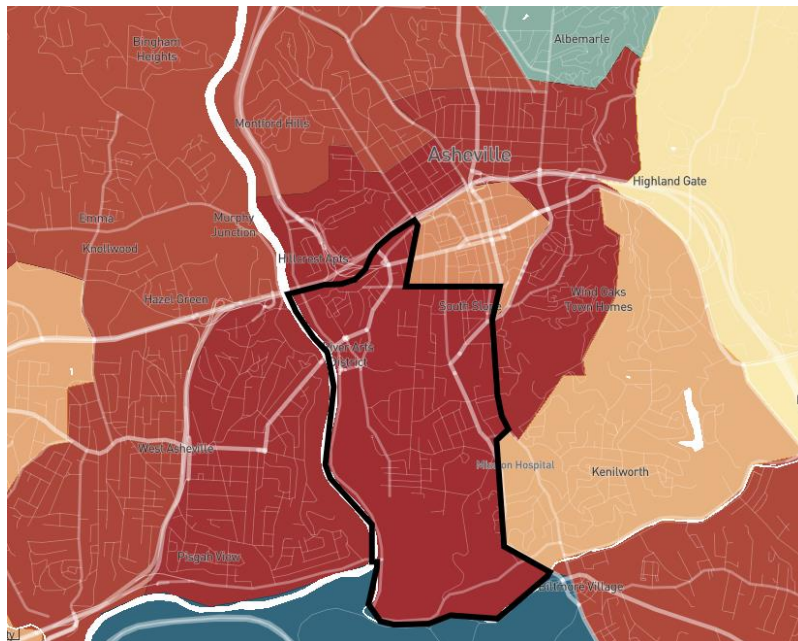 Bingham
Heights
Albemarle
Montford Hills
Asheville
Highland Gate
Emma
Murphy
Junction
Knollwood
Hillcrest Apts
Hazel Green
South Slope
Wind Oaks
Town Homes
River Arts
District
West Asheville
Mission Hospital
Kenilworth
Pisgah View
Biltmore Village